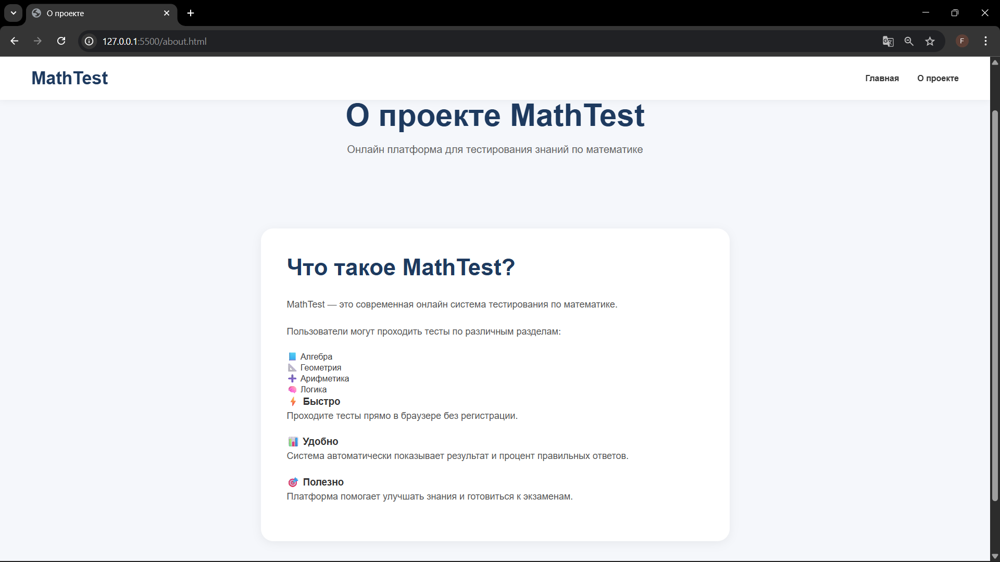 О проекте
127.0.0.1:5500/about.html
F
MathTest
Главная
О проекте
О проекте MathTest
Онлайн платформа для тестирования знаний по математике
Что такое MathTest?
MathTest — это современная онлайн система тестирования по математике.
Пользователи могут проходить тесты по различным разделам:
📘 Алгебра
📐 Геометрия
➕ Арифметика
🧠 Логика
⚡ Быстро
Проходите тесты прямо в браузере без регистрации.
📊 Удобно
Система автоматически показывает результат и процент правильных ответов.
🎯 Полезно
Платформа помогает улучшать знания и готовиться к экзаменам.